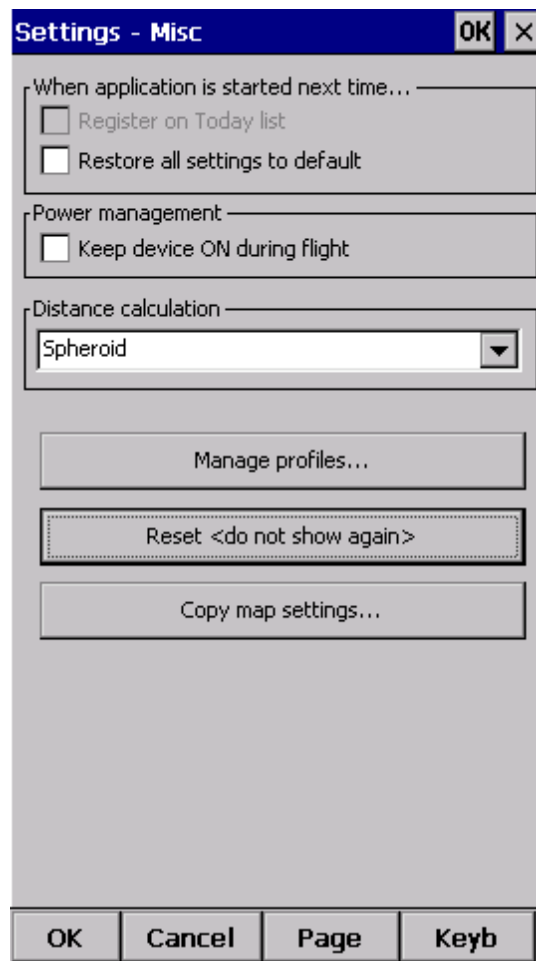 Settings - Misc OK ×
When application is started next time...
Register on Today list
Restore all settings to default
Power management
Keep device ON during flight
Distance calculation
Spheroid
Manage profiles...
Reset <do not show again>
Copy map settings...
OK Cancel Page Keyb